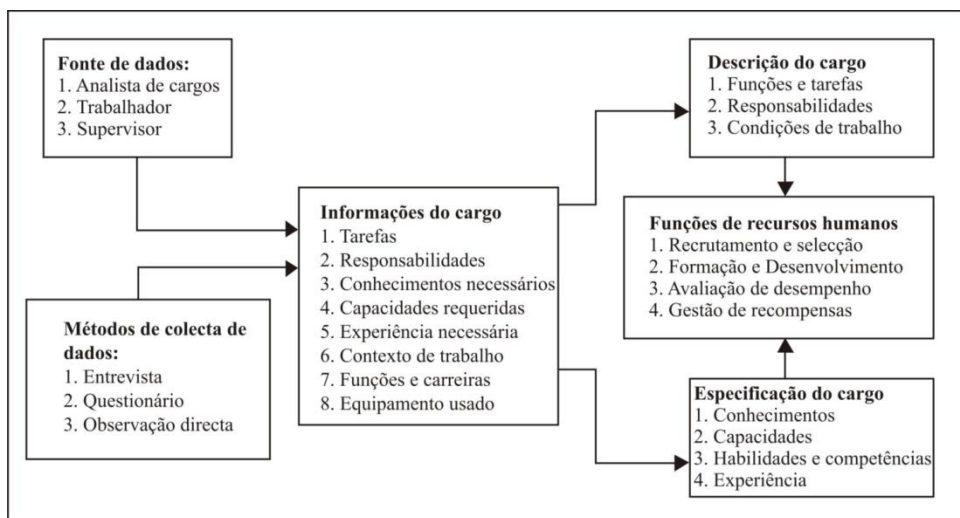 Fonte de dados:
1. Analista de cargos
2. Trabalhador
3. Supervisor
Métodos de colecta de
dados:
1. Entrevista
2. Questionário
3. Observação directa
Informações do cargo
1. Tarefas
2. Responsabilidades
3. Conhecimentos necessários
4. Capacidades requeridas
5. Experiência necessária
6. Contexto de trabalho
7. Funções e carreiras
8. Equipamento usado
Descrição do cargo
1. Funções e tarefas
2. Responsabilidades
3. Condições de trabalho
Funções de recursos humanos
1. Recrutamento e selecção
2. Formação e Desenvolvimento
3. Avaliação de desempenho
4. Gestão de recompensas
Especificação do cargo
1. Conhecimentos
2. Capacidades
3. Habilidades e competências
4. Experiência